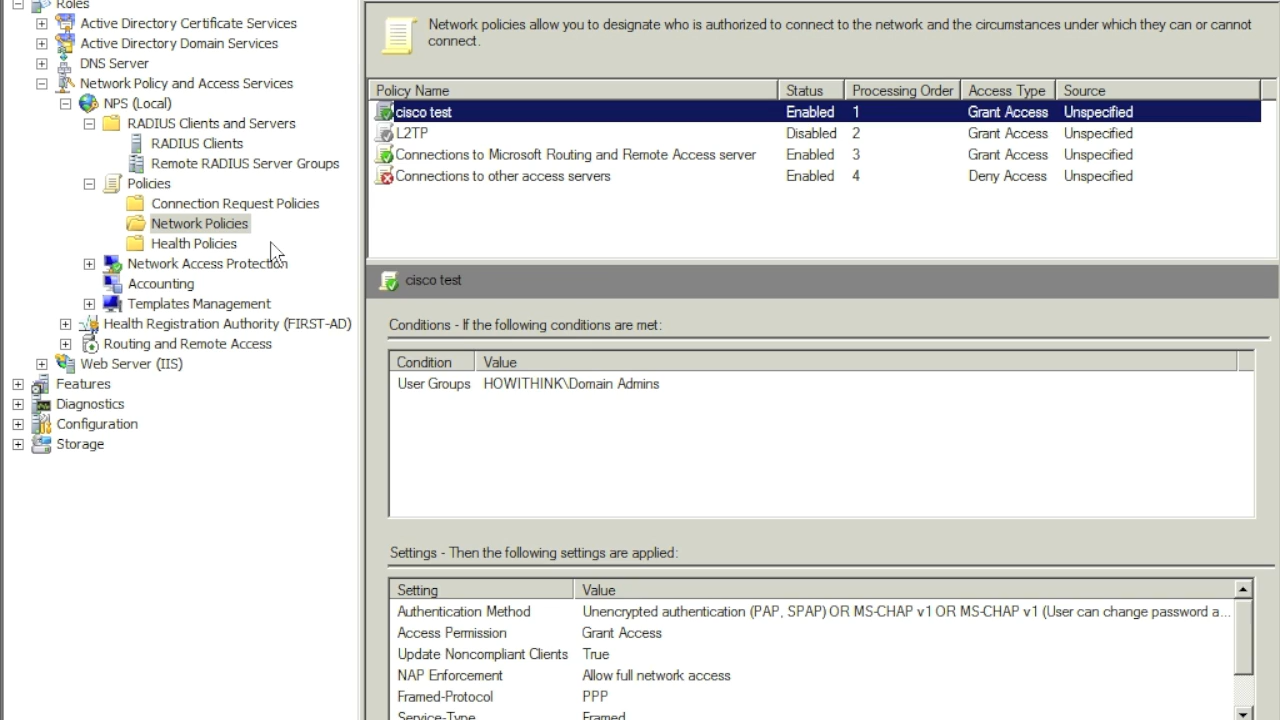 Roles
Active Directory Certificate Services
Active Directory Domain Services
DNS Server
Network Policy and Access Services
NPS (Local)
RADIUS Clients and Servers
RADIUS Clients
Remote RADIUS Server Groups
Policies
Connection Request Policies
Network Policies
Health Policies
Network Access Protection
Accounting
Templates Management
Health Registration Authority (FIRST-AD)
Routing and Remote Access
Web Server (IIS)
Features
Diagnostics
Configuration
Storage
Network policies allow you to designate who is authorized to connect to the network and the circumstances under which they can or cannot
connect.
Policy Name Status Processing Order Access Type Source
cisco test Enabled 1 Grant Access Unspecified
L2TP Disabled 2 Grant Access Unspecified
Connections to Microsoft Routing and Remote Access server Enabled 3 Grant Access Unspecified
Connections to other access servers Enabled 4 Deny Access Unspecified
cisco test
Conditions - If the following conditions are met:
Condition Value
User Groups HOWITHINK\Domain Admins
Settings - Then the following settings are applied:
Setting Value
Authentication Method Unencrypted authentication (PAP, SPAP) OR MS-CHAP v1 OR MS-CHAP v1 (User can change password a...
Access Permission Grant Access
Update Noncompliant Clients True
NAP Enforcement Allow full network access
Framed-Protocol PPP
Service-Type Framed